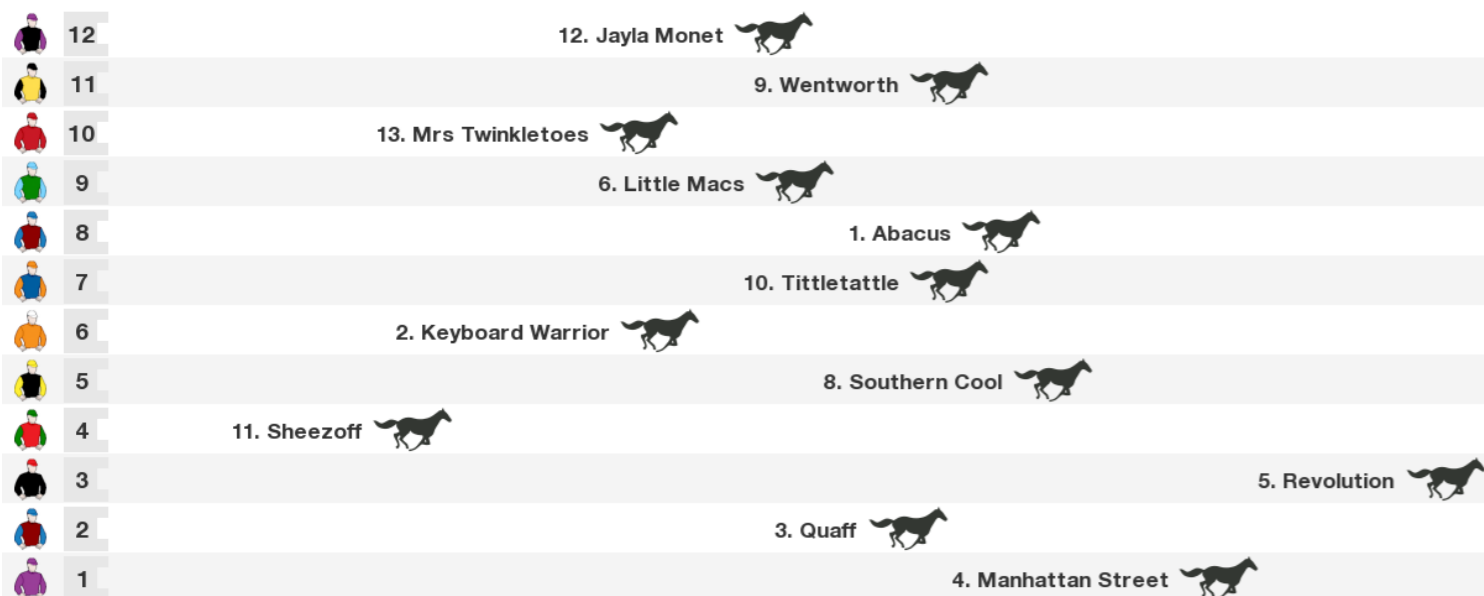 12 12. Jayla Monet
11 9. Wentworth
10 13. Mrs Twinkletoes
9 6. Little Macs
8 1. Abacus
7 10. Tittletattle
6 2. Keyboard Warrior
5 8. Southern Cool
4 11. Sheezoff
3 5. Revolution
2 3. Quaff
1 4. Manhattan Street